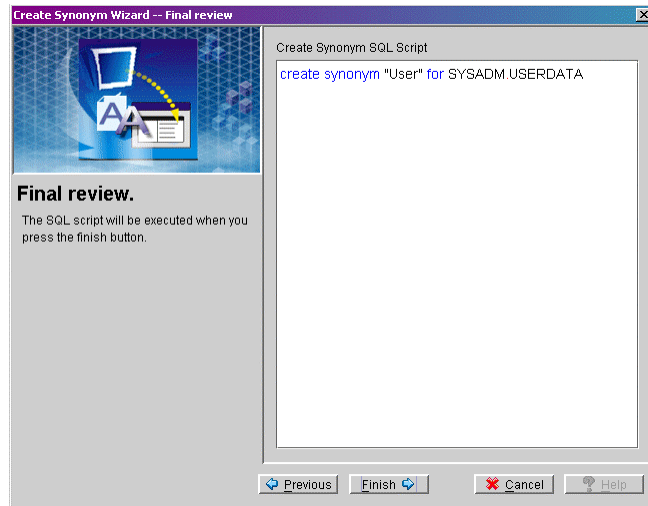 Create Synonym Wizard -- Final review
Create Synonym SQL Script
create synonym "User" for SYSADM.USERDATA
AA
Final review.
The SQL script will be executed when you
press the finish button.
Previous
Finish
Cancel
Help